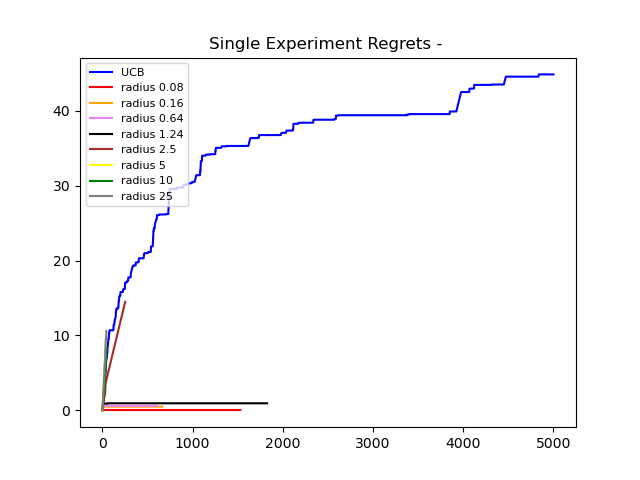 Single Experiment Regrets -
UCB
radius 0.08
radius 0.16
radius 0.64
radius 1.24
radius 2.5
radius 5
radius 10
radius 25
40
30
20
10
0
0 1000 2000 3000 4000 5000